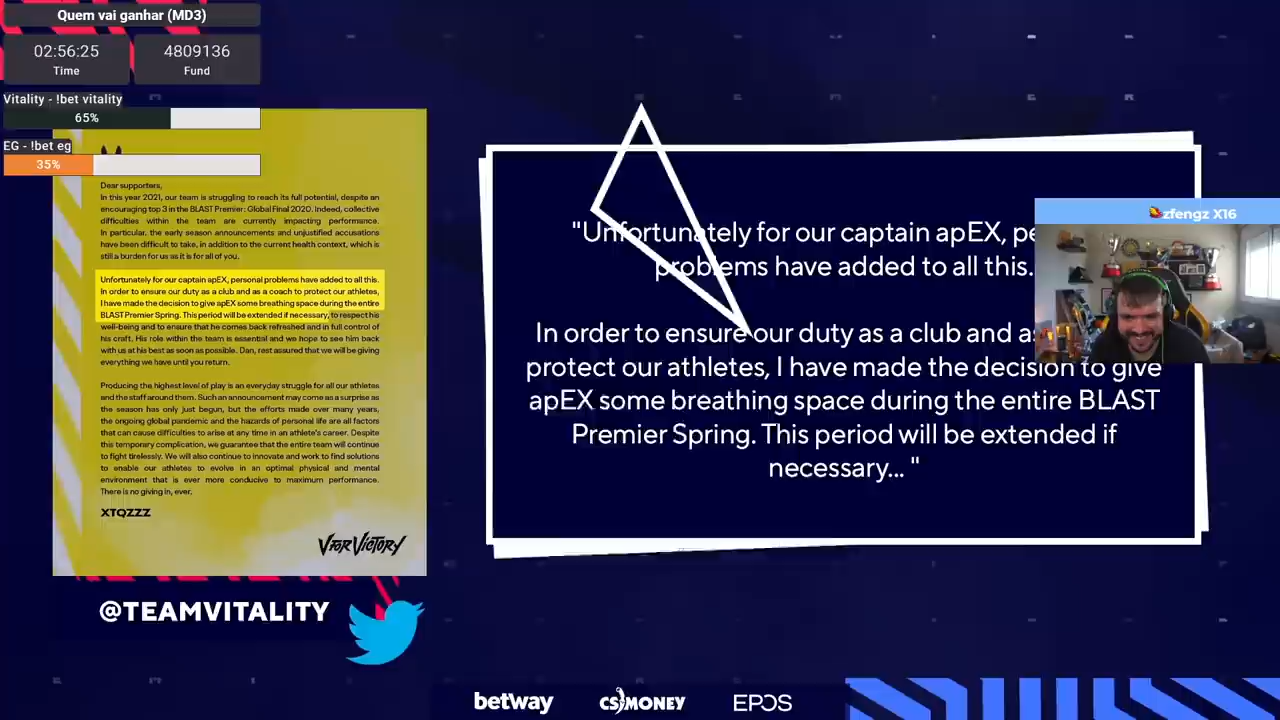 Quem vai ganhar (MD3)
02:56:25
Time
4809136
Fund
Vitality - !bet vitality
65%
EG - !bet eg
35%
Dear supporters,
In this year 2021, our team is struggling to reach its full potential, despite an
encouraging top 3 in the BLAST Premier: Global Final 2020. Indeed, collective
difficulties within the team are currently impacting performance.
In particular, the early season announcements and unjustified accusations
have been difficult to take, in addition to the current health context, which is
still a burden for us as it is for all of you.
Unfortunately for our captain apEX, personal problems have added to all this.
In order to ensure our duty as a club and as a coach to protect our athletes,
I have made the decision to give apEX some breathing space during the entire
BLAST Premier Spring. This period will be extended if necessary, to respect his
well-being and to ensure that he comes back refreshed and in full control of
his craft. His role within the team is essential and we hope to see him back
with us at his best as soon as possible. Dan, rest assured that we will be giving
everything we have until you return.
Producing the highest level of play is an everyday struggle for all our athletes
and the staff around them. Such an announcement may come as a surprise as
the season has only just begun, but the efforts made over many years,
the ongoing global pandemic and the hazards of personal life are all factors
that can cause difficulties to arise at any time in an athlete's career. Despite
this temporary complication, we guarantee that the entire team will continue
to fight tirelessly. We will also continue to innovate and work to find solutions
to enable our athletes to evolve in an optimal physical and mental
environment that is ever more conducive to maximum performance.
There is no giving in, ever.
XTQZZZ
V FOR VICTORY
@TEAMVITALITY
"Unfortunately for our captain apEX, pe
problems have added to all this.
In order to ensure our duty as a club and as
protect our athletes, I have made the decision to give
apEX some breathing space during the entire BLAST
Premier Spring. This period will be extended if
necessary... "
zfengz X16
betway
CS MONEY
EPOS